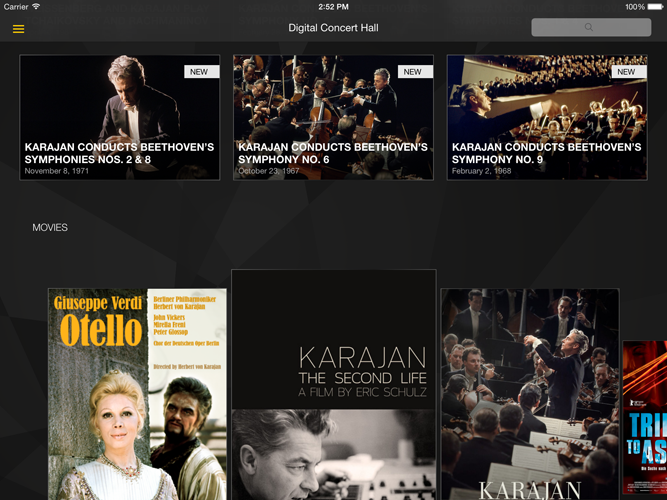 Carrier
2:52 PM
100%
Digital Concert Hall
NEW
KARAJAN CONDUCTS BEETHOVEN'S
SYMPHONIES NOS. 2 & 8
November 8, 1971
NEW
KARAJAN CONDUCTS BEETHOVEN'S
SYMPHONY NO. 6
October 23, 1967
NEW
KARAJAN CONDUCTS BEETHOVEN'S
SYMPHONY NO. 9
February 2, 1968
MOVIES
Giuseppe Verdi
Otello
Berliner Philharmoniker
Herbert von Karajan
John Vickers
Mirella Freni
Peter Glossop
Chor der Deutschen Oper Berlin
Directed by Herbert von Karajan
KARAJAN
THE SECOND LIFE
A FILM BY ERIC SCHULZ
KARAJAN
TRI
TO AS
Die Suche nach